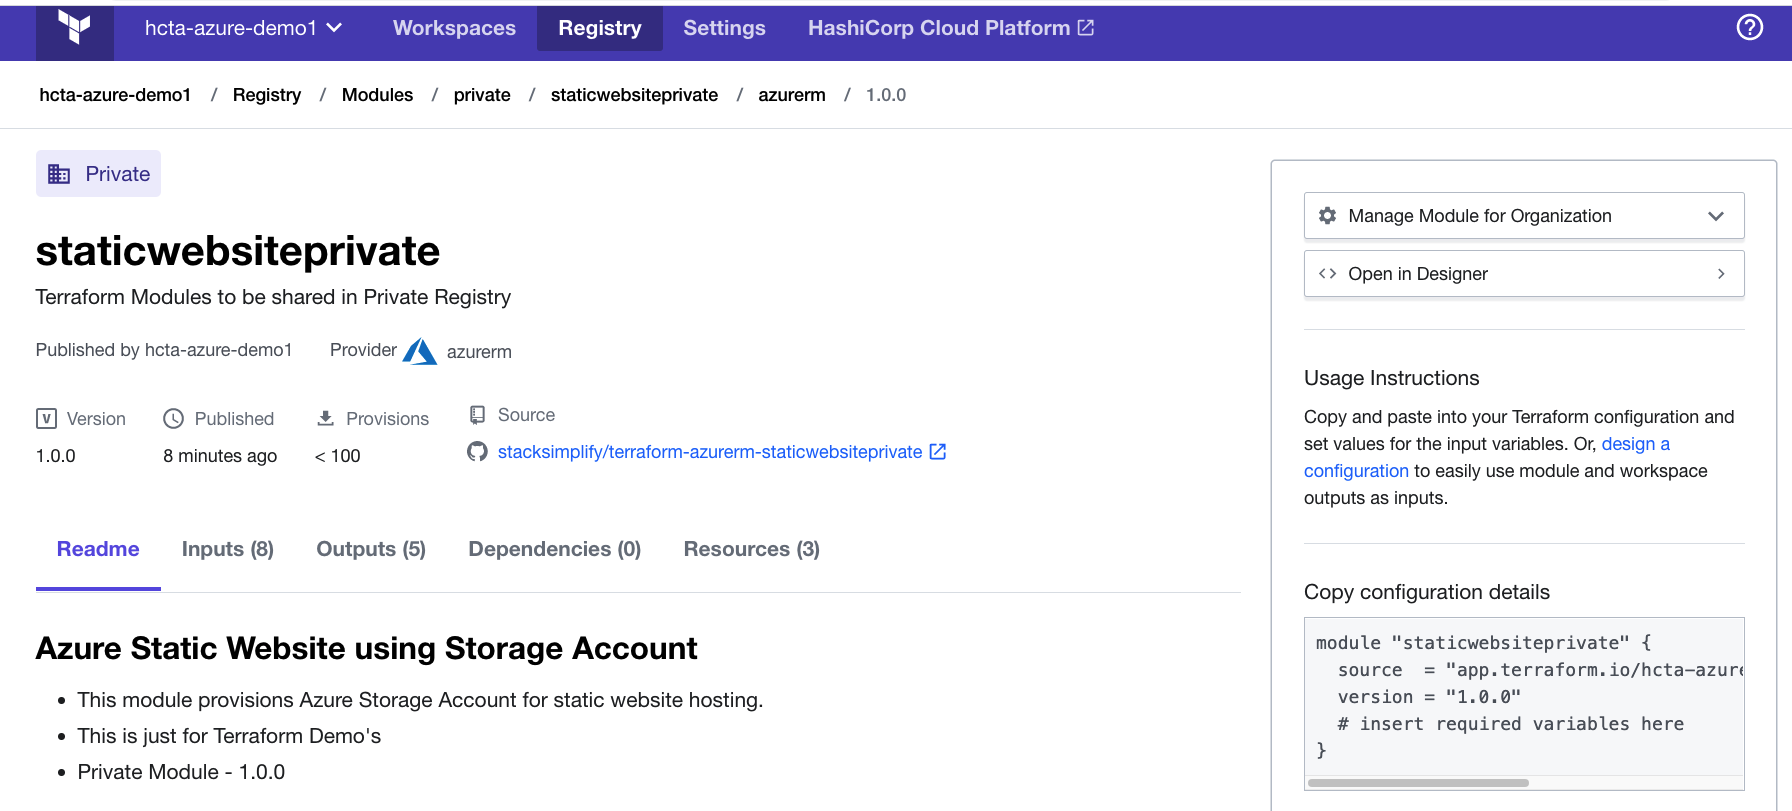 hcta-azure-demo1 Workspaces Registry Settings HashiCorp Cloud Platform
hcta-azure-demo1 / Registry / Modules / private / staticwebsiteprivate / azurerm / 1.0.0
Private
staticwebsiteprivate
Terraform Modules to be shared in Private Registry
Published by hcta-azure-demo1 Provider azurerm
V Version Published Provisions Source
1.0.0 8 minutes ago < 100 stacksimplify/terraform-azurerm-staticwebsiteprivate
Readme Inputs (8) Outputs (5) Dependencies (0) Resources (3)
Azure Static Website using Storage Account
• This module provisions Azure Storage Account for static website hosting.
• This is just for Terraform Demo's
• Private Module - 1.0.0
Manage Module for Organization
<> Open in Designer
Usage Instructions
Copy and paste into your Terraform configuration and
set values for the input variables. Or, design a
configuration to easily use module and workspace
outputs as inputs.
Copy configuration details
module "staticwebsiteprivate" {
source = "app.terraform.io/hcta-azure
version = "1.0.0"
# insert required variables here
}